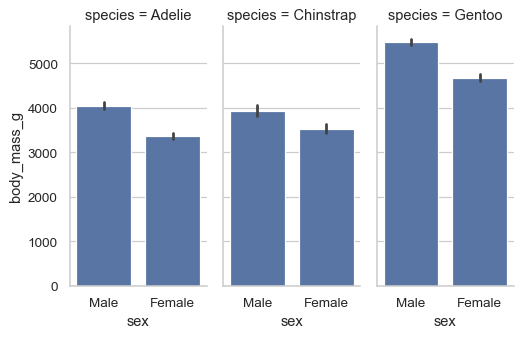 species = Adelie
species = Chinstrap
species = Gentoo
body_mass_g
5000
4000
3000
2000
1000
0
Male Female
Male Female
Male Female
sex
sex
sex